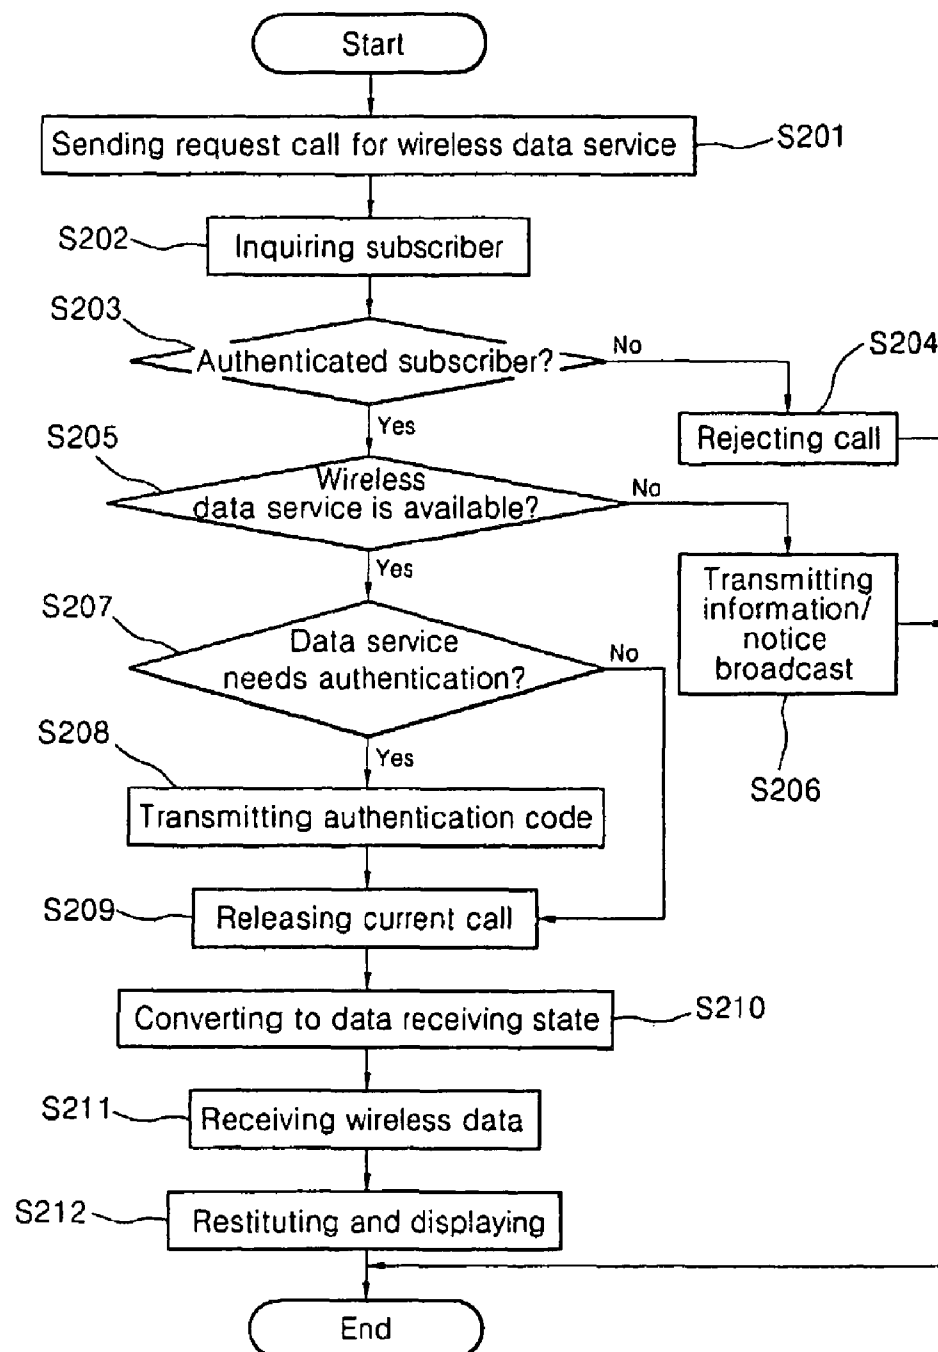 Start
Sending request call for wireless data service
S201
S202
Inquiring subscriber
S203
Authenticated subscriber?
No
S204
Yes
Rejecting call
S205
Wireless
data service is available?
No
Yes
Transmitting
information/
notice
broadcast
S206
S207
Data service
needs authentication?
No
S208
Yes
Transmitting authentication code
S209
Releasing current call
Converting to data receiving state
S210
S211
Receiving wireless data
S212
Restituting and displaying
End